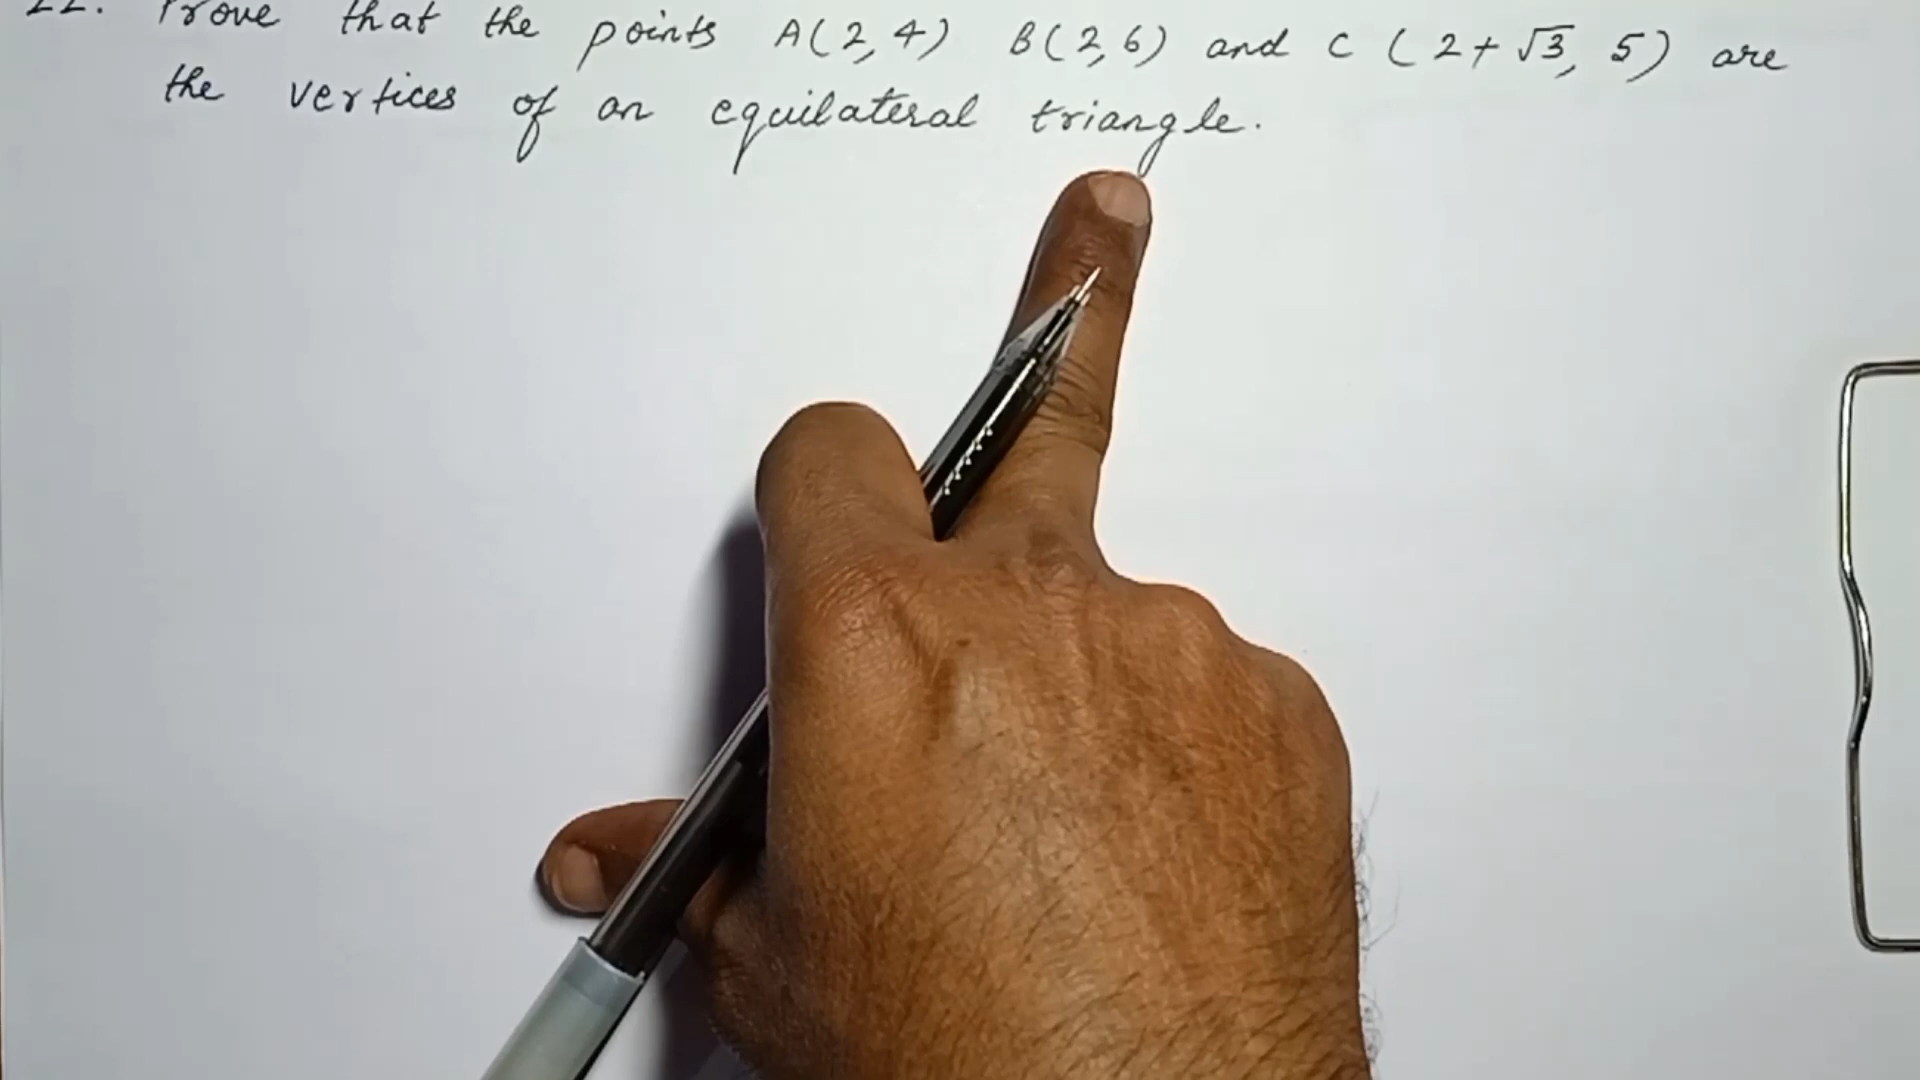 22. Prove that the points A(2,4) B(2,6) and C (2+√3, 5) are
the vertices of an equilateral triangle.